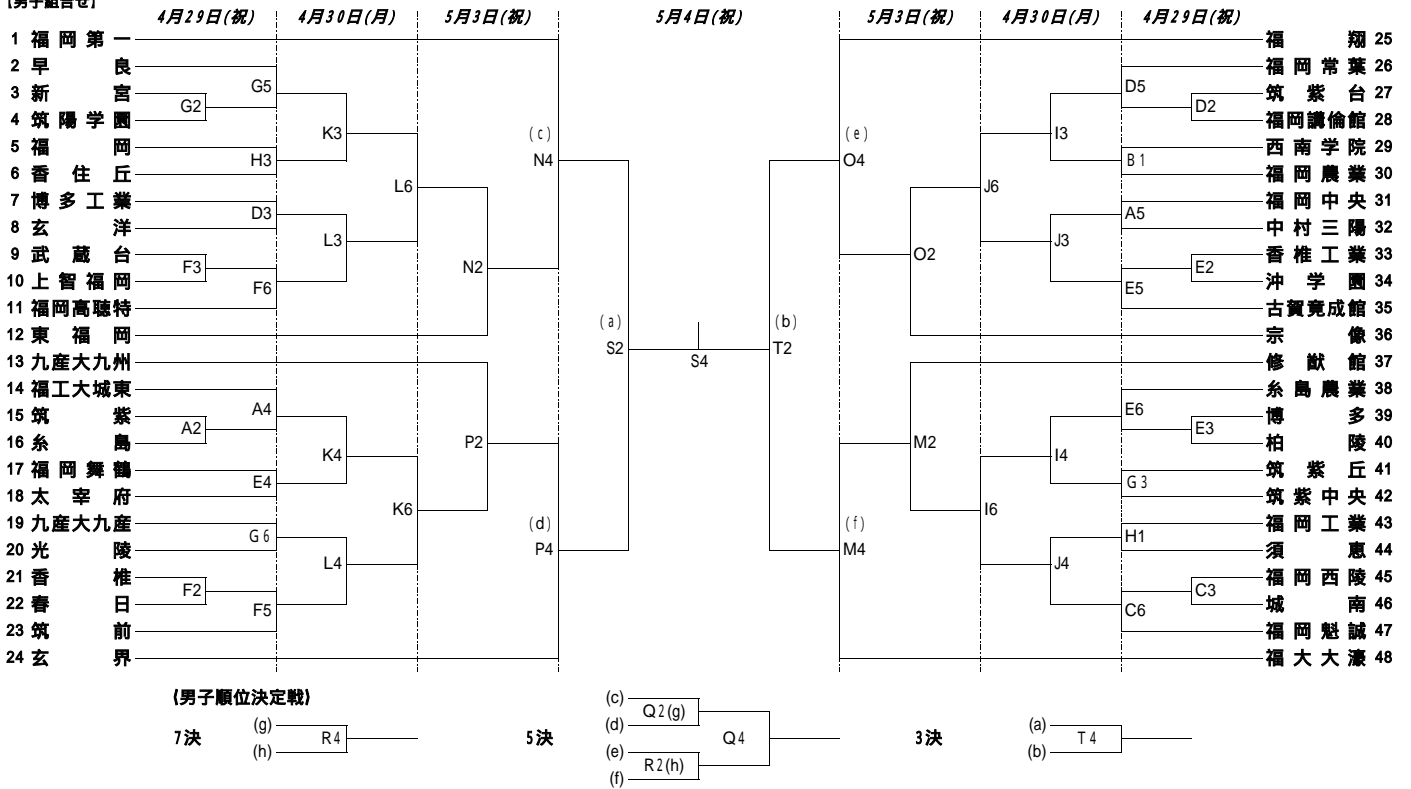 【男子組合せ】
4月29日(祝) 4月30日(月) 5月3日(祝) 5月4日(祝) 5月3日(祝) 4月30日(月) 4月29日(祝)
1 福岡第一 福翔 25
2 早良 福岡常葉 26
G5 D5
3 新宮 筑紫台 27
G2 D2
4 筑陽学園 福岡講倫館 28
K3 (c) (e) I3
5 福岡 西南学院 29
H3 N4 O4 B1
6 香住丘 福岡農業 30
L6 J6
7 博多工業 福岡中央 31
D3 A5
8 玄洋 中村三陽 32
L3 J3
9 武蔵台 香椎工業 33
F3 N2 O2 E2
10 上智福岡 沖学園 34
F6 E5
11 福岡高聴特 古賀竟成館 35
(a) (b)
12 東福岡 宗像 36
S2 S4 T2
13 九産大九州 修猷館 37
14 福工大城東 糸島農業 38
A4 E6
15 筑紫 博多 39
A2 E3
16 糸島 柏陵 40
P2 M2
K4 I4
17 福岡舞鶴 筑紫丘 41
E4 G3
18 太宰府 筑紫中央 42
K6 I6
19 九産大九産 福岡工業 43
G6 (d) (f) H1
20 光陵 須恵 44
P4 M4
L4 J4
21 香椎 福岡西陵 45
F2 C3
22 春日 城南 46
F5 C6
23 筑前 福岡魁誠 47
24 玄界 福大大濠 48
(男子順位決定戦)
7決 (g) R4 (h)
5決 (c) Q2(g) (d) Q4 (e) R2(h) (f)
3決 (a) T4 (b)